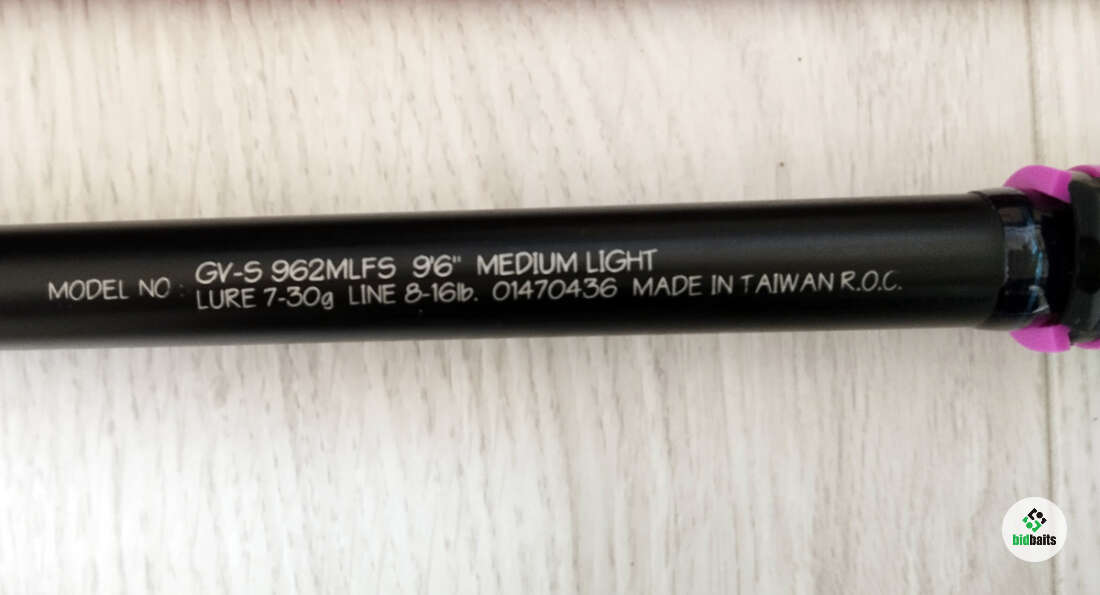 MODEL NO : GV-S 962MLFS 9'6" MEDIUM LIGHT
LURE 7-30g LINE 8-16lb. 01470436 MADE IN TAIWAN R.O.C.
bidbaits